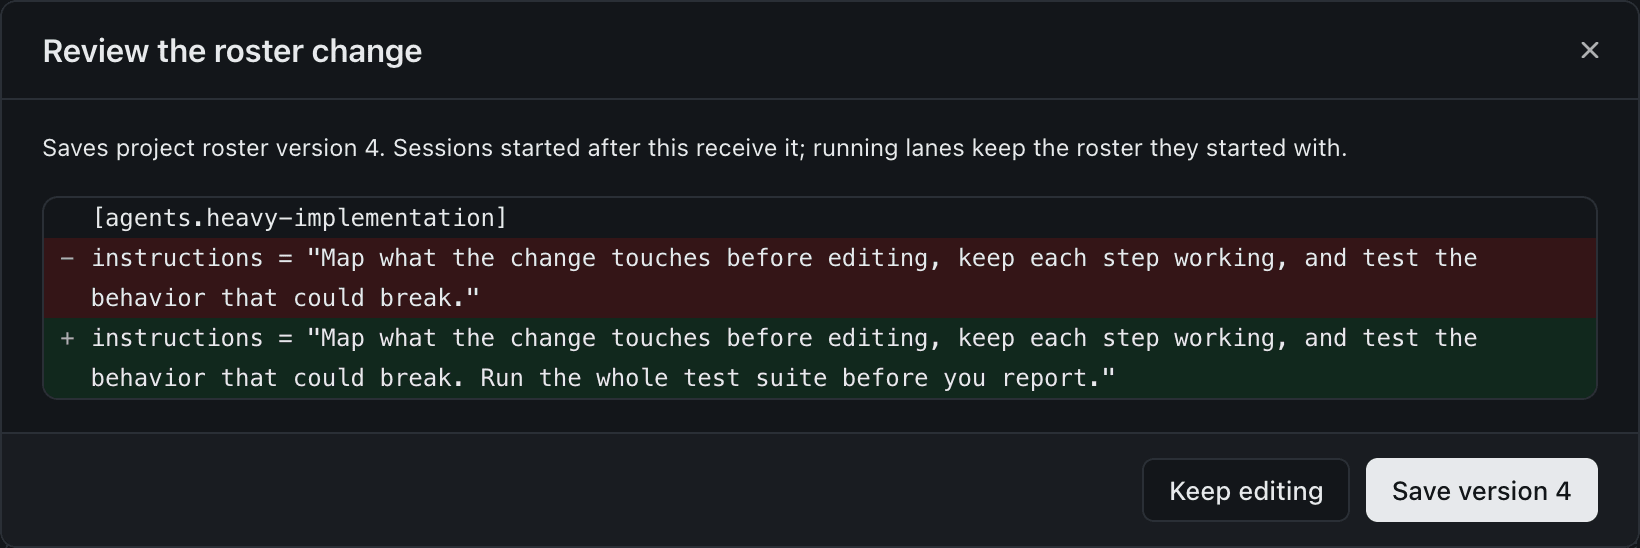 Review the roster change
Saves project roster version 4. Sessions started after this receive it; running lanes keep the roster they started with.
[agents.heavy-implementation]
− instructions = "Map what the change touches before editing, keep each step working, and test the
behavior that could break."
+ instructions = "Map what the change touches before editing, keep each step working, and test the
behavior that could break. Run the whole test suite before you report."
Keep editing
Save version 4